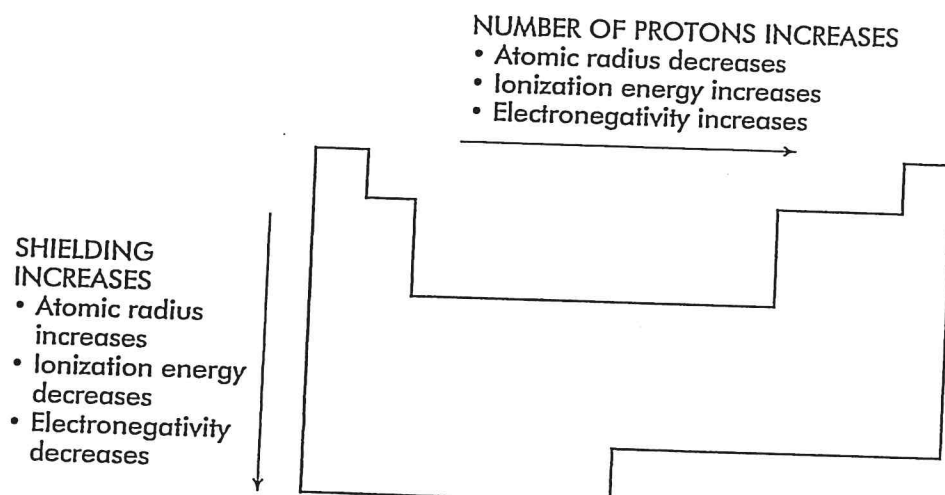 NUMBER OF PROTONS INCREASES
• Atomic radius decreases
• Ionization energy increases
• Electronegativity increases
SHIELDING
INCREASES
• Atomic radius
increases
• Ionization energy
decreases
• Electronegativity
decreases